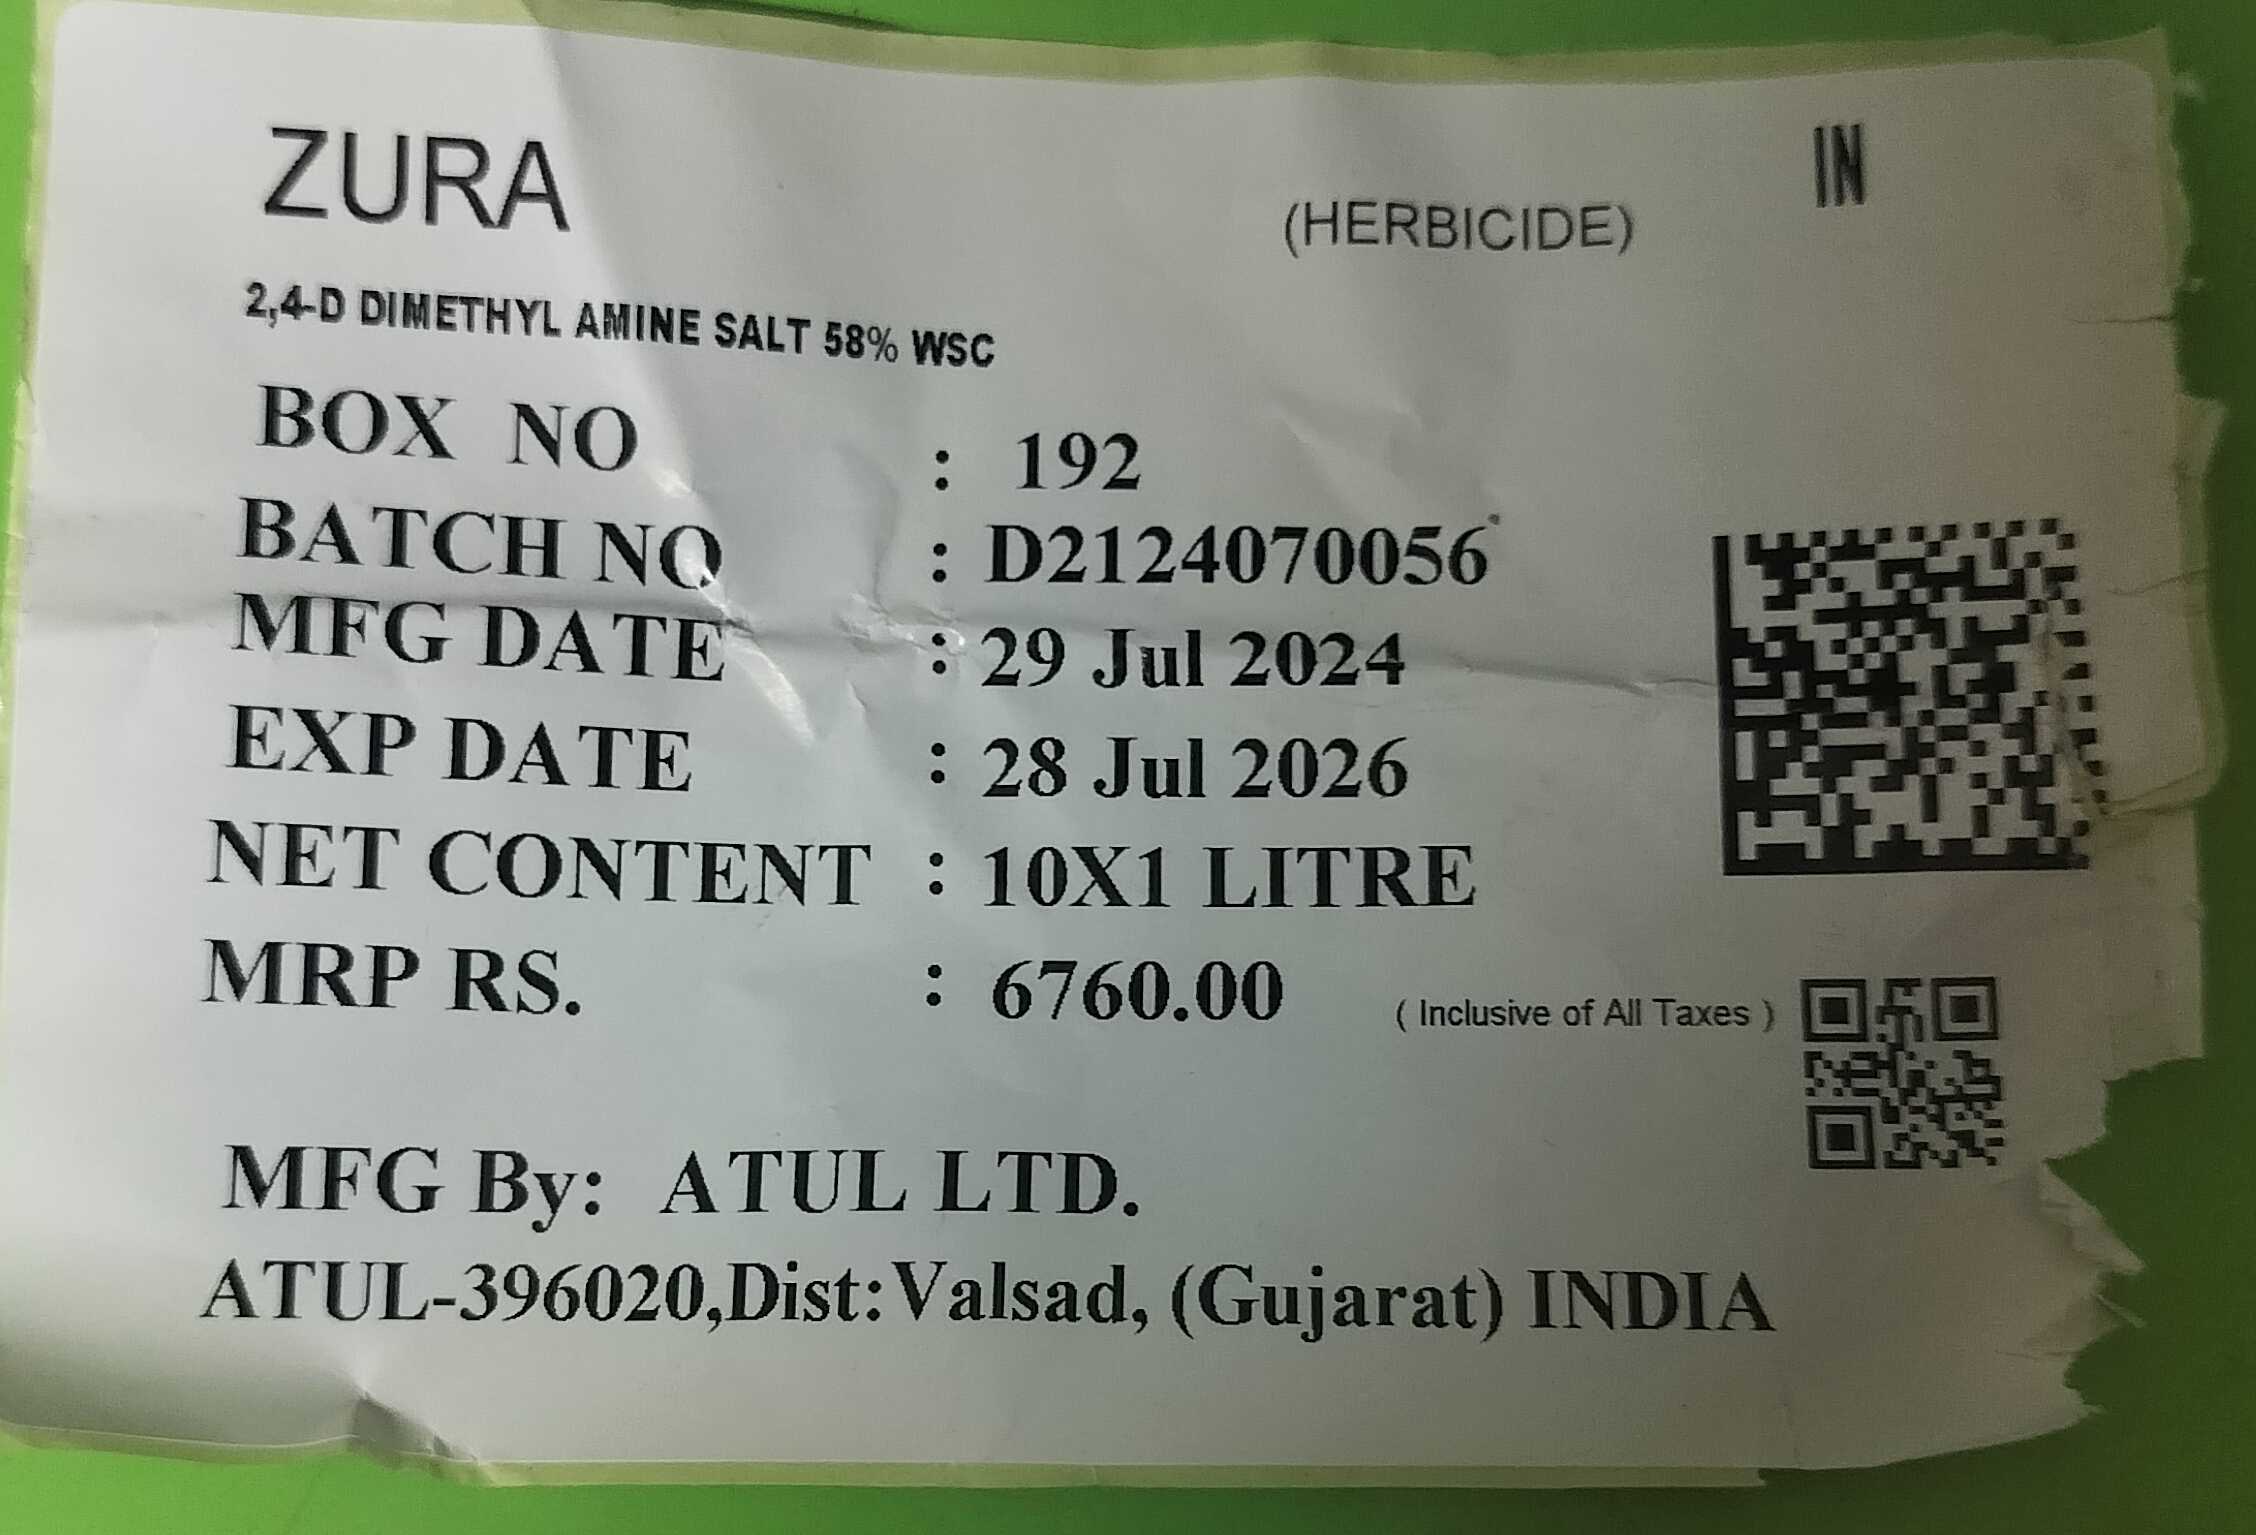 ZURA (HERBICIDE) IN
2,4-D DIMETHYL AMINE SALT 58% WSC
BOX NO : 192
BATCH NO : D2124070056
MFG DATE : 29 Jul 2024
EXP DATE : 28 Jul 2026
NET CONTENT : 10X1 LITRE
MRP RS. : 6760.00 ( Inclusive of All Taxes )
MFG By: ATUL LTD.
ATUL-396020,Dist:Valsad, (Gujarat) INDIA